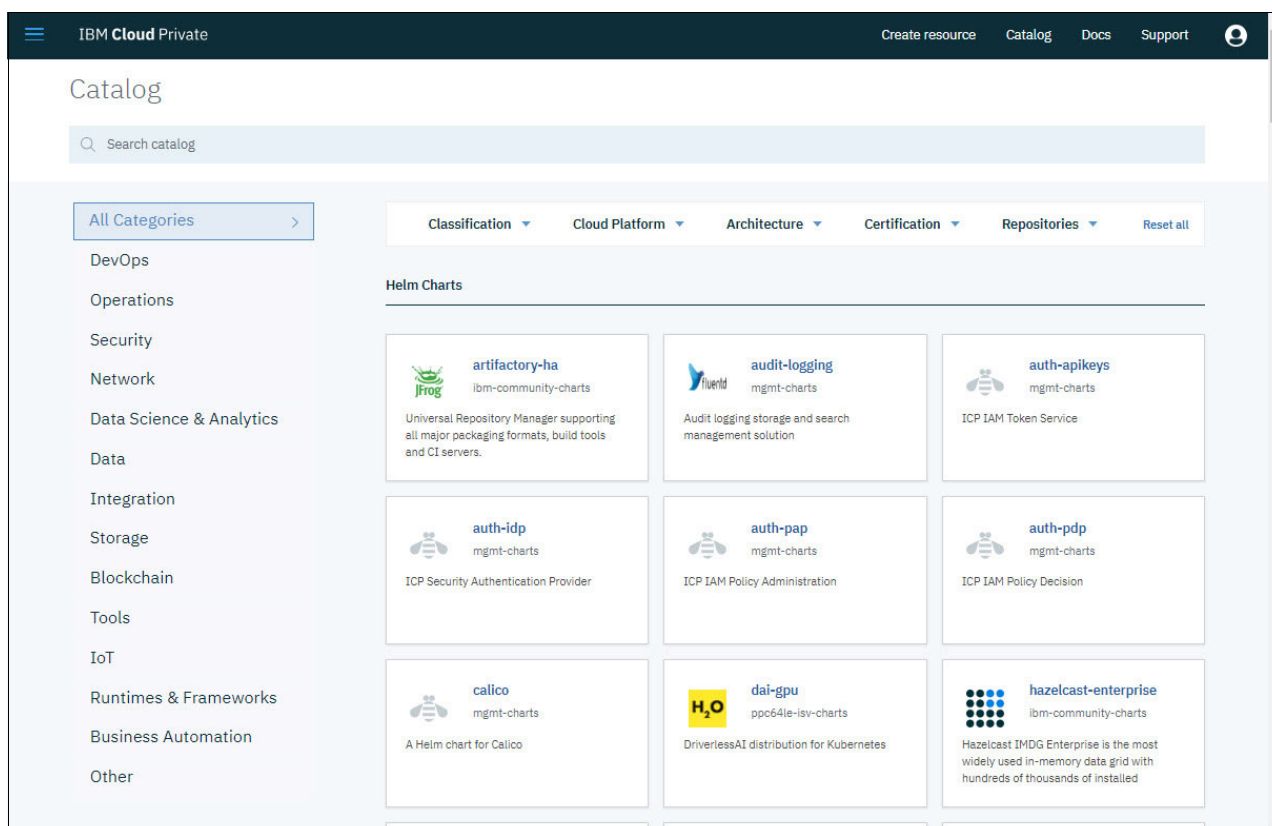 IBM Cloud Private
Create resource Catalog Docs Support
Catalog
Search catalog
All Categories
DevOps
Operations
Security
Network
Data Science & Analytics
Data
Integration
Storage
Blockchain
Tools
IoT
Runtimes & Frameworks
Business Automation
Other
Classification Cloud Platform Architecture Certification Repositories Reset all
Helm Charts
JFrog
artifactory-ha
ibm-community-charts
Universal Repository Manager supporting
all major packaging formats, build tools
and CI servers.
fluentd
audit-logging
mgmt-charts
Audit logging storage and search
management solution
auth-apikeys
mgmt-charts
ICP IAM Token Service
auth-idp
mgmt-charts
ICP Security Authentication Provider
auth-pap
mgmt-charts
ICP IAM Policy Administration
auth-pdp
mgmt-charts
ICP IAM Policy Decision
calico
mgmt-charts
A Helm chart for Calico
H2O
dai-gpu
ppc64le-isv-charts
DriverlessAI distribution for Kubernetes
hazelcast-enterprise
ibm-community-charts
Hazelcast IMDG Enterprise is the most
widely used in-memory data grid with
hundreds of thousands of installed